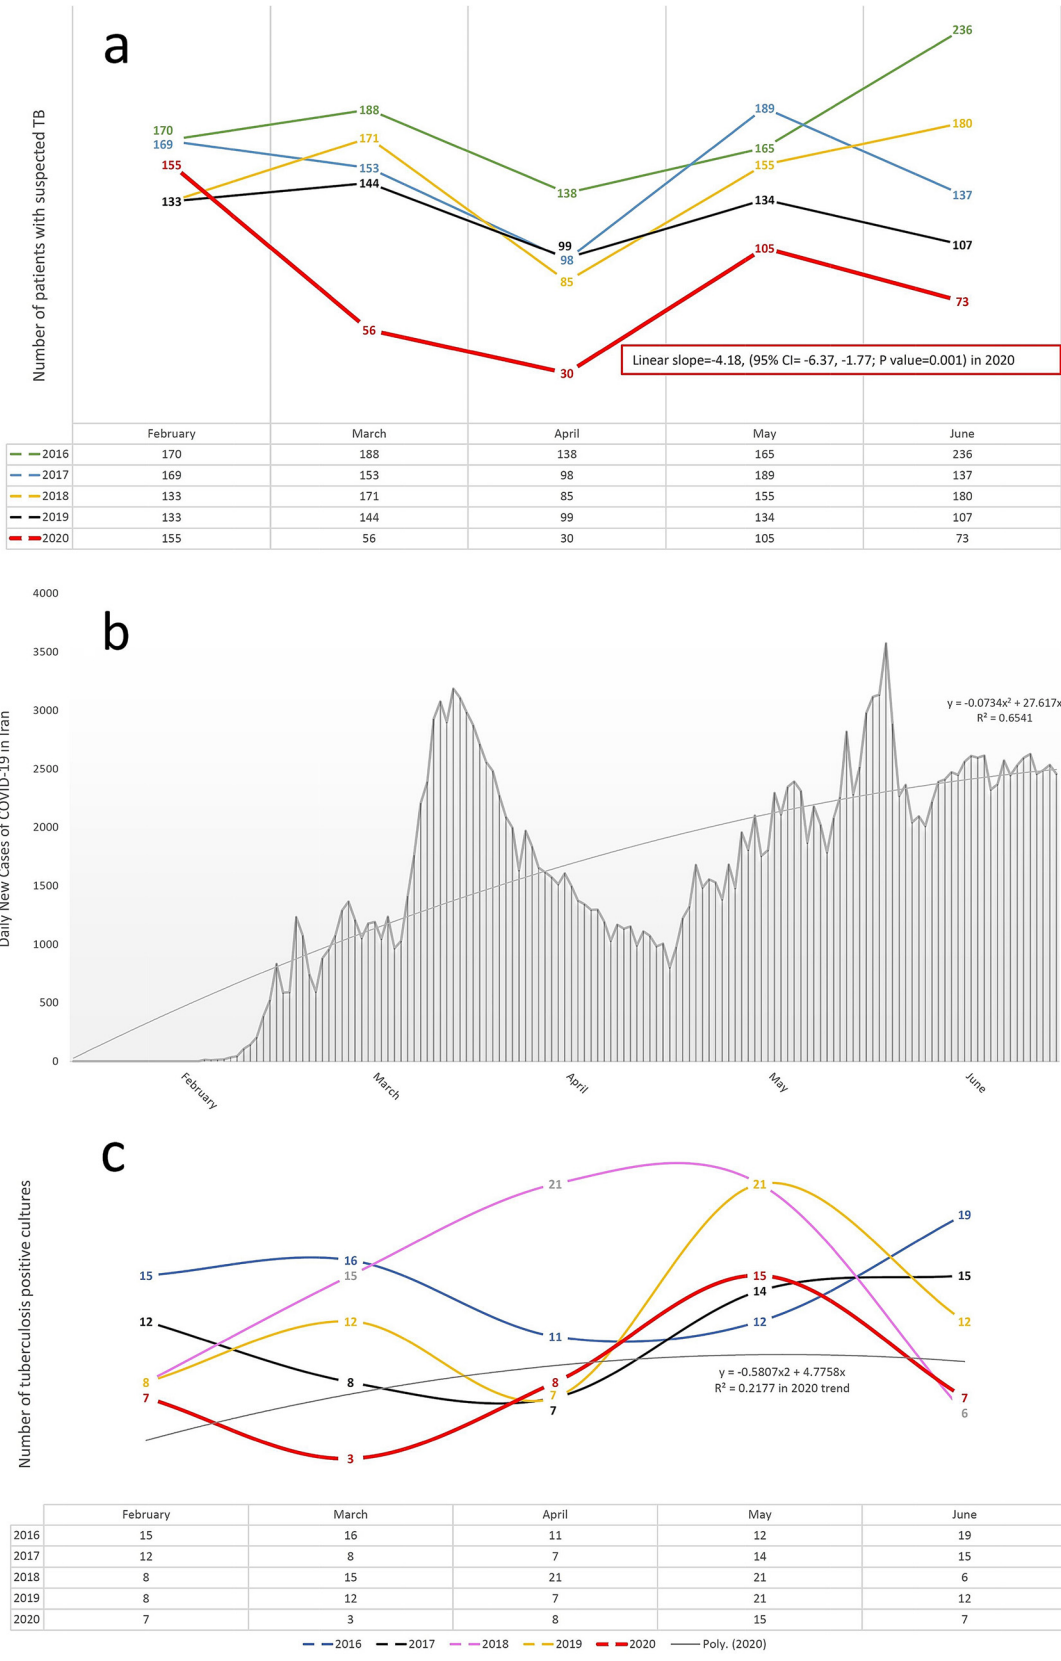 a
Number of patients with suspected TB
236
188
189
170
180
171
169
165
155
155
153
144
137
138
133
134
99
98
107
105
85
73
56
30
Linear slope=-4.18, (95% CI= -6.37, -1.77; P value=0.001) in 2020
February March April May June
2016 170 188 138 165 236
2017 169 153 98 189 137
2018 133 171 85 155 180
2019 133 144 99 134 107
2020 155 56 30 105 73
b
Daily New Cases of COVID-19 in Iran
4000
3500
3000
2500
2000
1500
1000
500
0
y = -0.0734x² + 27.617x
R² = 0.6541
February March April May June
c
Number of tuberculosis positive cultures
21
21
19
16
15
15
15
15
14
12
12
12
12
11
8
8
8
7
7
7
7
6
3
y = -0.5807x2 + 4.7758x
R² = 0.2177 in 2020 trend
February March April May June
2016 15 16 11 12 19
2017 12 8 7 14 15
2018 8 15 21 21 6
2019 8 12 7 21 12
2020 7 3 8 15 7
2016 2017 2018 2019 2020 Poly. (2020)